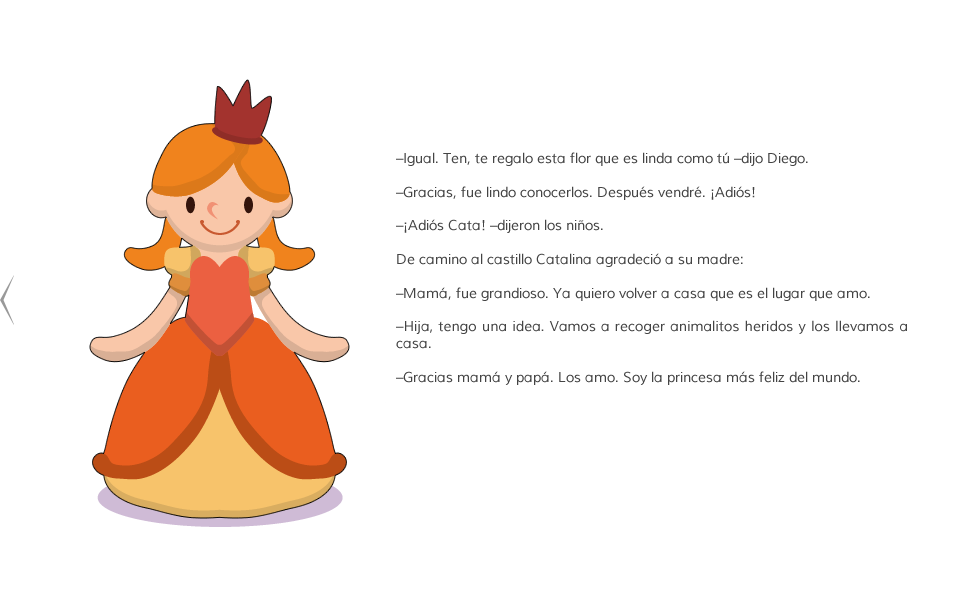 –Igual. Ten, te regalo esta flor que es linda como tú –dijo Diego.
–Gracias, fue lindo conocerlos. Después vendré. ¡Adiós!
–¡Adiós Cata! –dijeron los niños.
De camino al castillo Catalina agradeció a su madre:
–Mamá, fue grandioso. Ya quiero volver a casa que es el lugar que amo.
–Hija, tengo una idea. Vamos a recoger animalitos heridos y los llevamos a
casa.
–Gracias mamá y papá. Los amo. Soy la princesa más feliz del mundo.